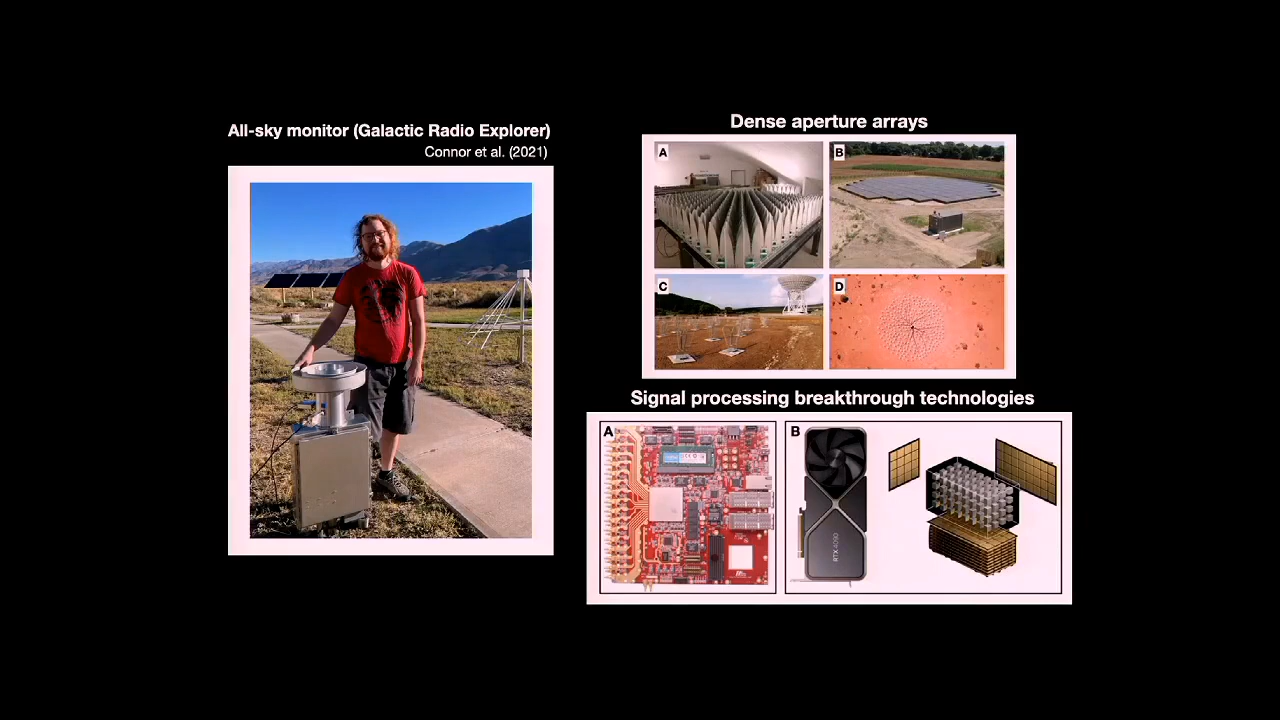 All-sky monitor (Galactic Radio Explorer)
Connor et al. (2021)
Dense aperture arrays
A
B
C
D
Signal processing breakthrough technologies
A
B
RTX 4090